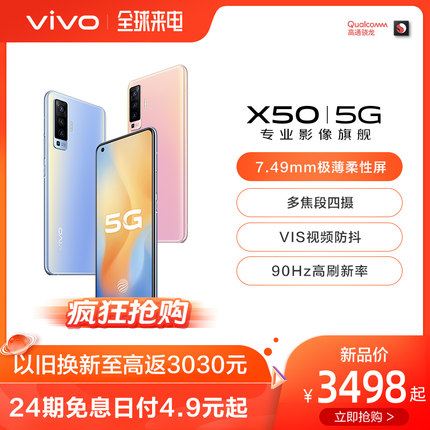 vivo 全球来电
Qualcomm
高通骁龙
X50 | 5G
专业影像旗舰
7.49mm极薄柔性屏
多焦段四摄
VIS视频防抖
90Hz高刷新率
5G
疯狂抢购
以旧换新至高返3030元
24期免息日付4.9元起
新品价
¥3498起
立即抢购 >